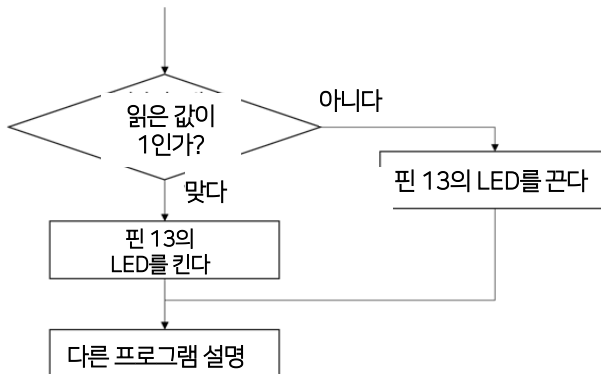 읽은 값이
1인가?
아니다
맞다
핀 13의 LED를 끈다
핀 13의
LED를 킨다
다른 프로그램 설명